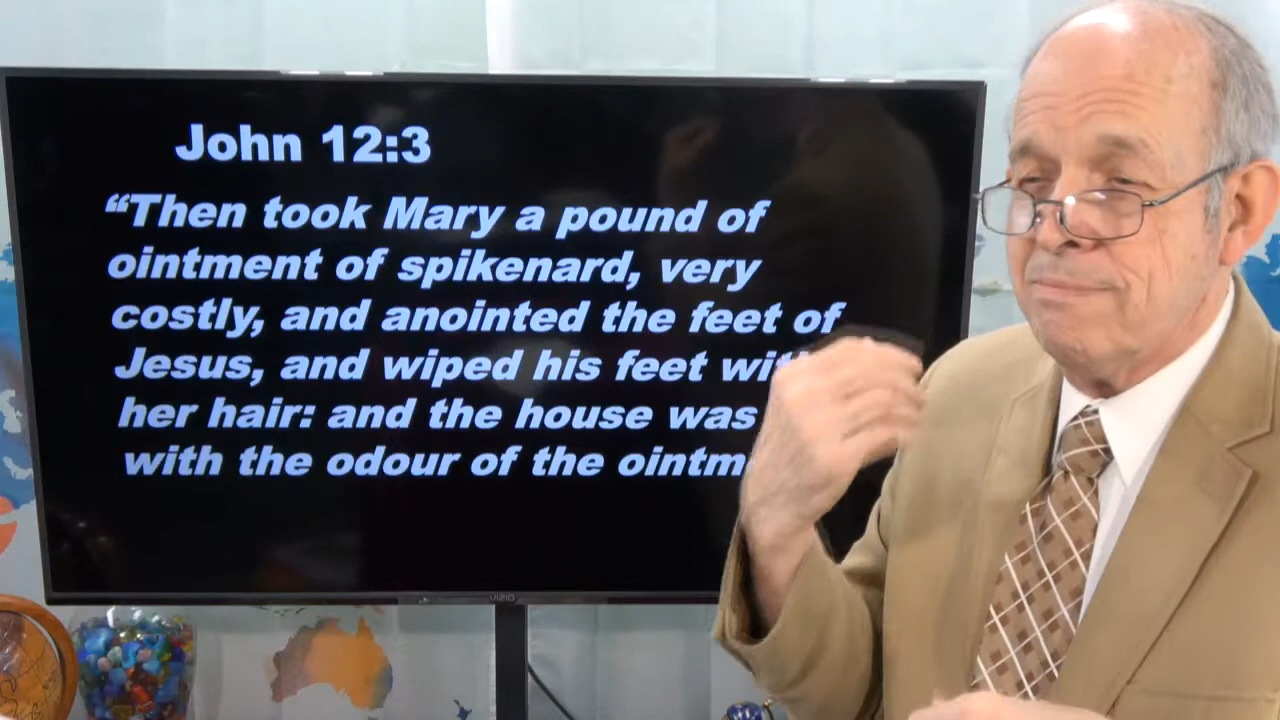 John 12:3
“Then took Mary a pound of
ointment of spikenard, very
costly, and anointed the feet of
Jesus, and wiped his feet
her hair: and the house was
with the odour of the
VIZIO